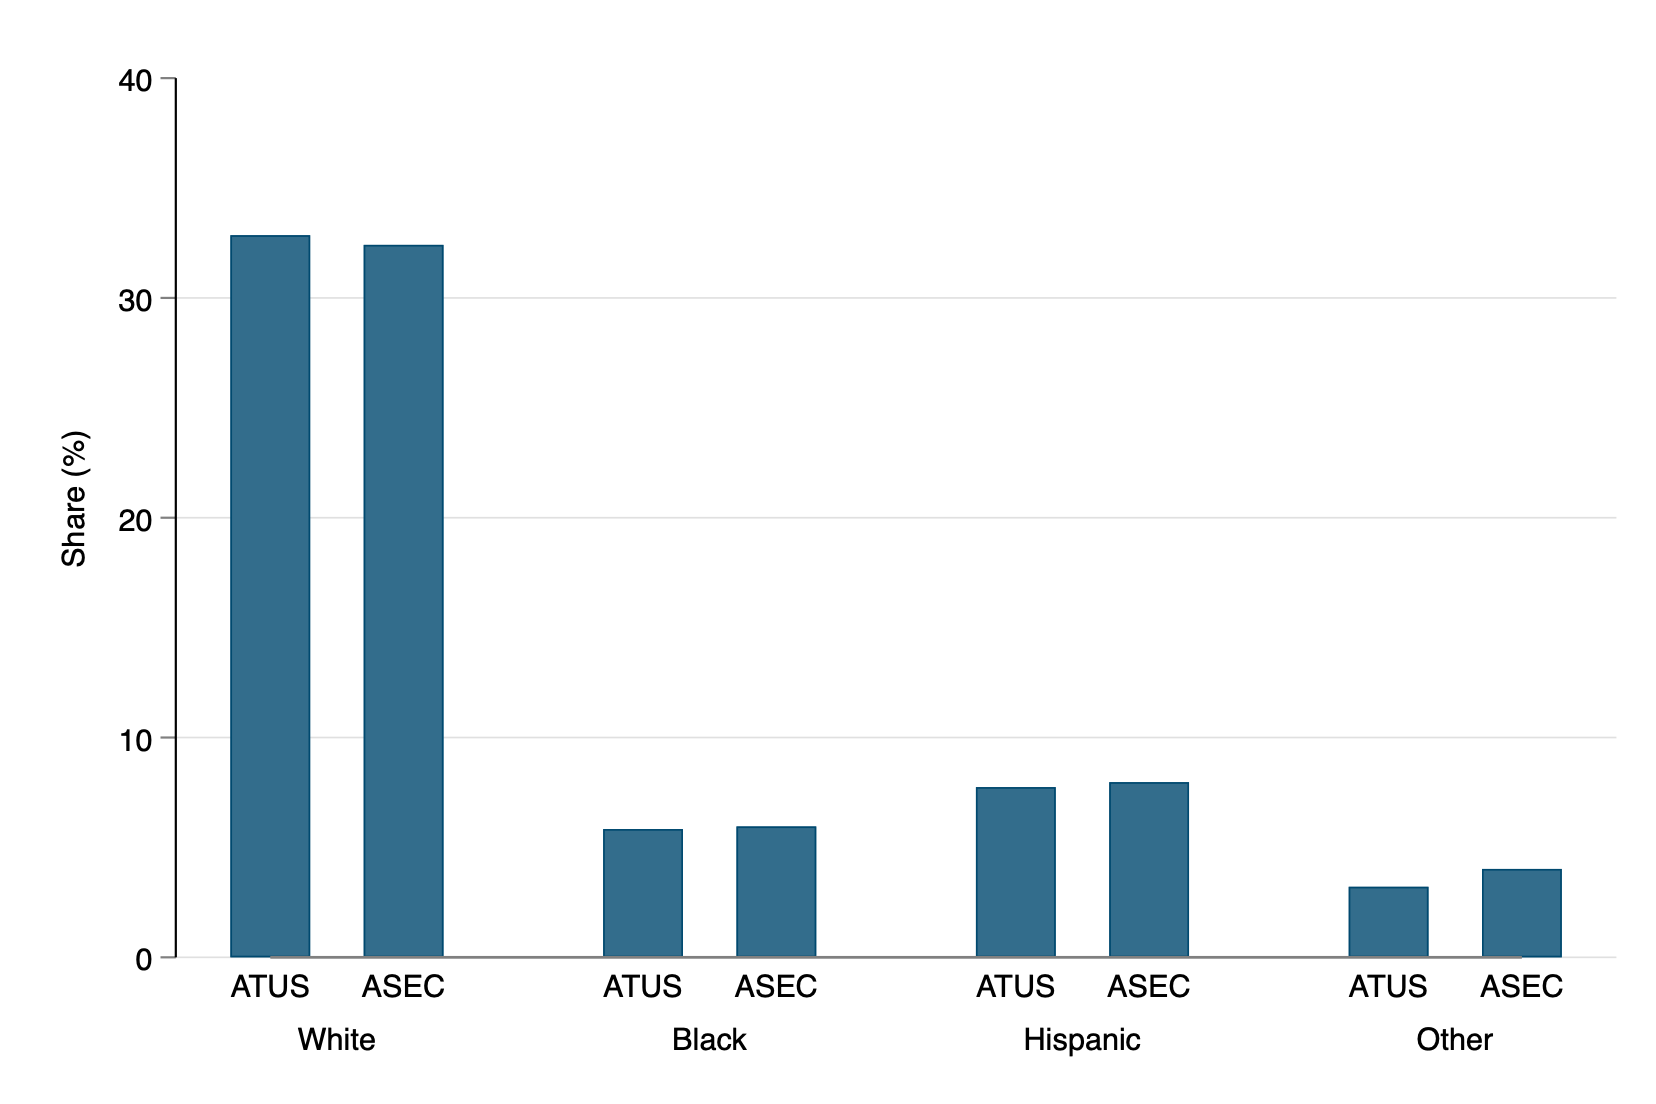 40
30
20
10
0
Share (%)
ATUS ASEC ATUS ASEC ATUS ASEC ATUS ASEC
White Black Hispanic Other